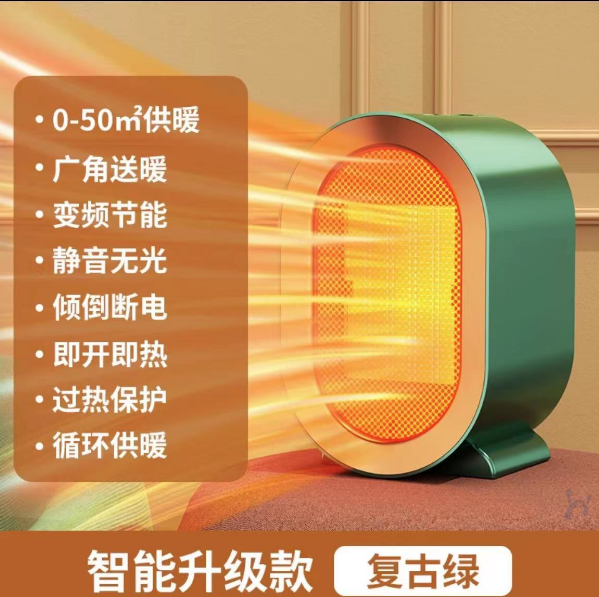 • 0-50㎡供暖
• 广角送暖
• 变频节能
• 静音无光
• 倾倒断电
• 即开即热
• 过热保护
• 循环供暖
智能升级款 复古绿